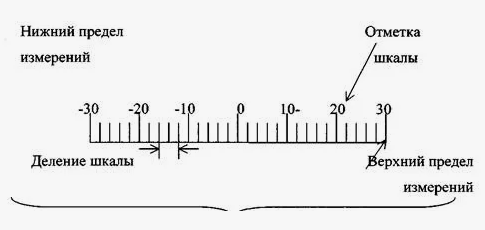 Нижний предел
измерений
Отметка
шкалы
-30 -20 -10 0 10- 20 30
Деление шкалы
Верхний предел
измерений